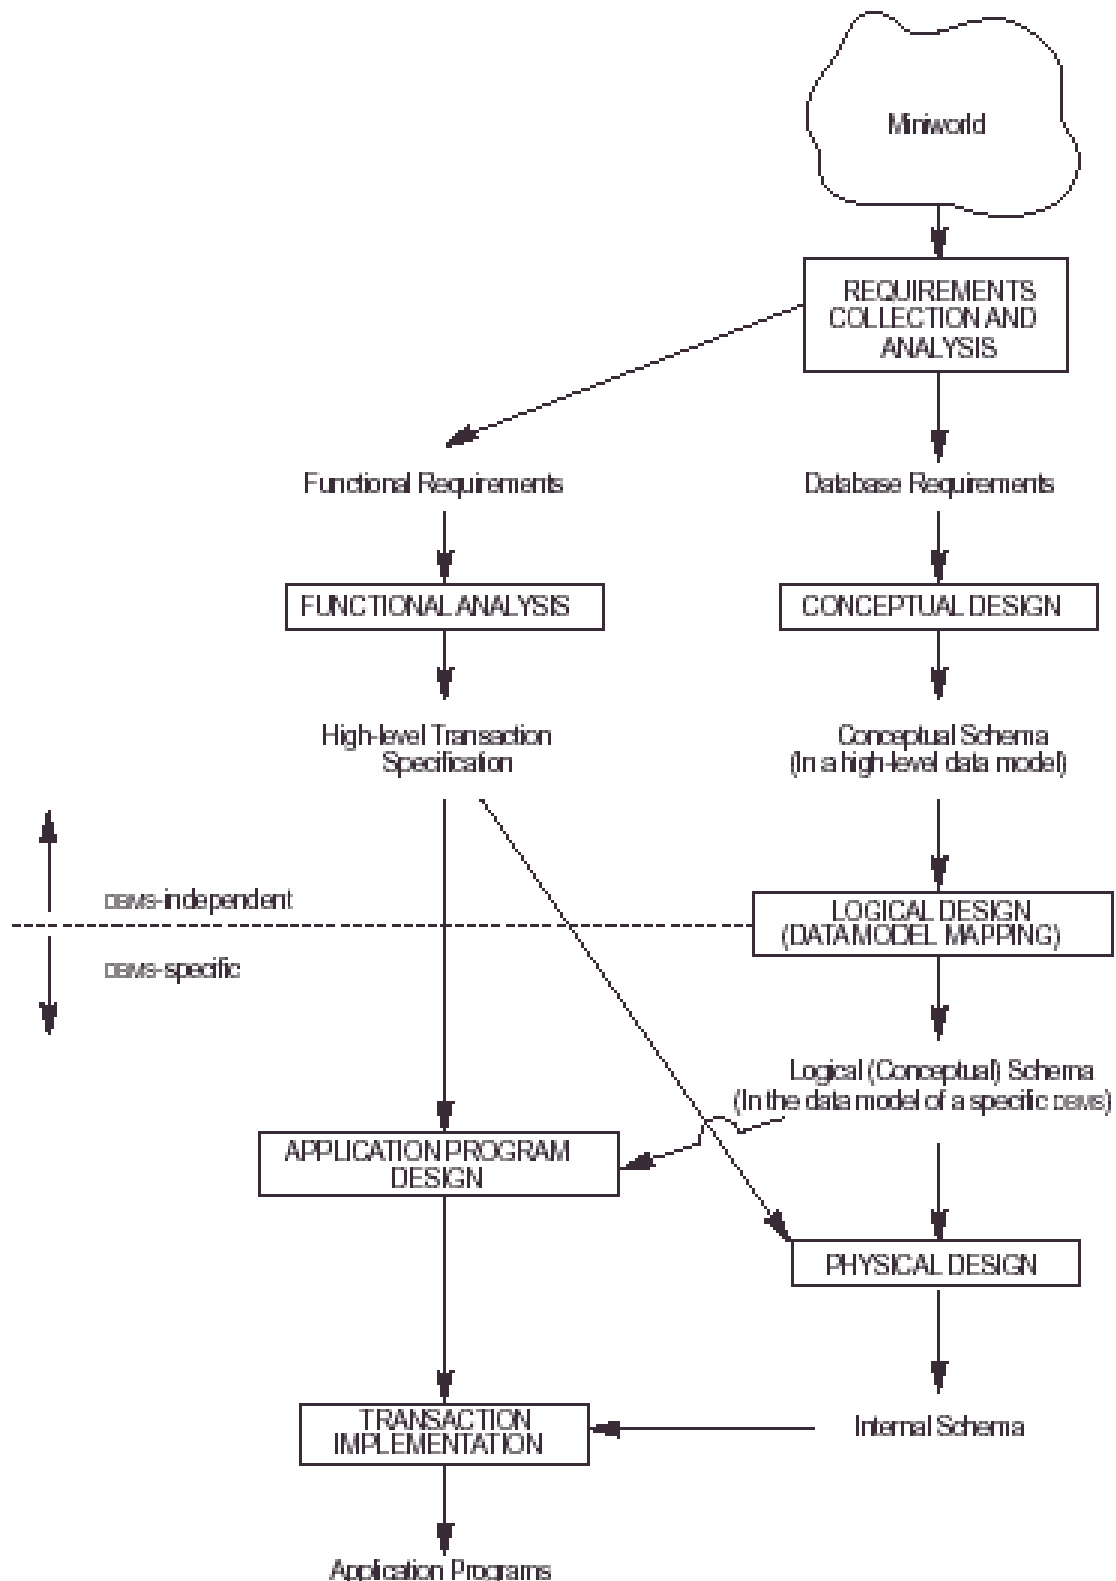 Miniworld
REQUIREMENTS
COLLECTION AND
ANALYSIS
Functional Requirements
Database Requirements
FUNCTIONAL ANALYSIS
CONCEPTUAL DESIGN
High-level Transaction
Specification
Conceptual Schema
(In a high-level data model)
DBMS-independent
LOGICAL DESIGN
(DATA MODEL MAPPING)
DBMS-specific
Logical (Conceptual) Schema
(In the data model of a specific DBMS)
APPLICATION PROGRAM
DESIGN
PHYSICAL DESIGN
TRANSACTION
IMPLEMENTATION
Internal Schema
Application Programs